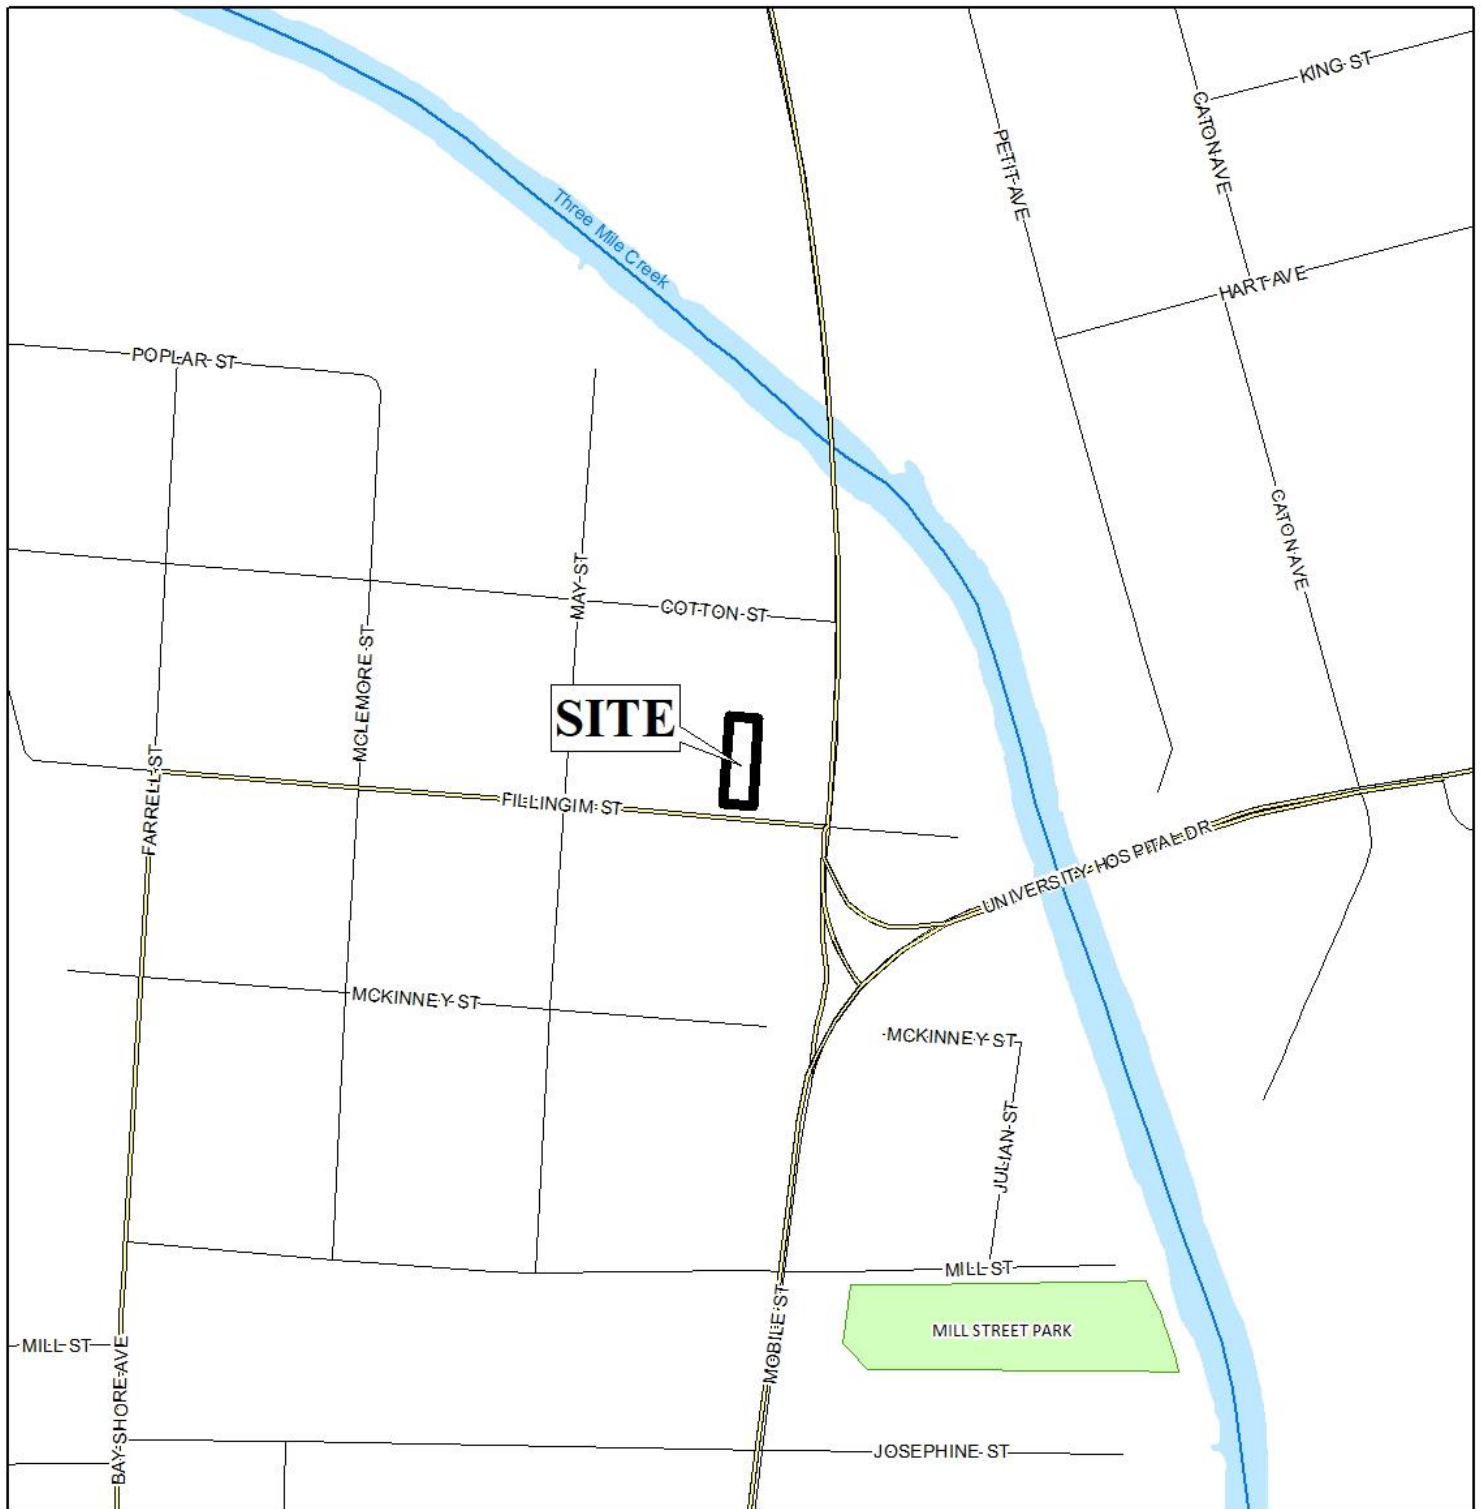 KING ST
CATON AVE
PETIT AVE
Three Mile Creek
HART AVE
POPLAR ST
CATON AVE
MAY ST
COTTON ST
MCLEMORE ST
SITE
FARRELL ST
FILLINGIM ST
UNIVERSITY HOSPITAL DR
MCKINNEY ST
MCKINNEY ST
JULIAN ST
MILL ST
MOBILE ST
MILL STREET PARK
MILL ST
BAY SHORE AVE
JOSEPHINE ST